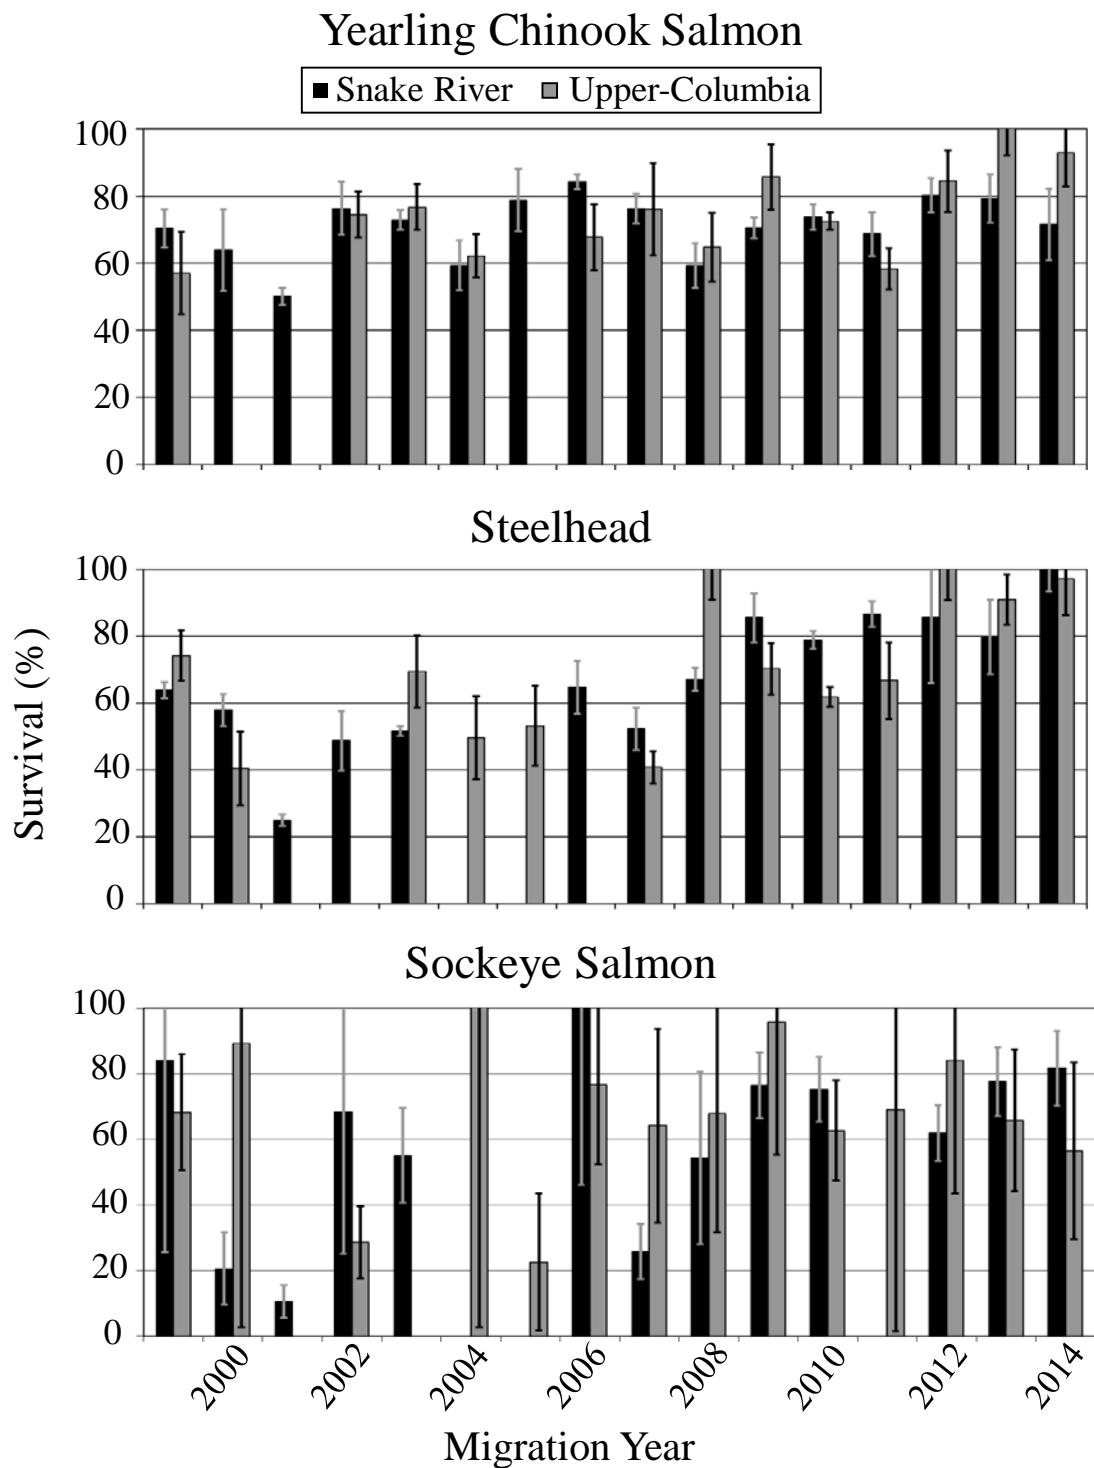 Yearling Chinook Salmon
Snake River Upper-Columbia
100
80
60
40
20
0
Steelhead
100
80
60
40
20
0
Survival (%)
Sockeye Salmon
100
80
60
40
20
0
2000 2002 2004 2006 2008 2010 2012 2014
Migration Year